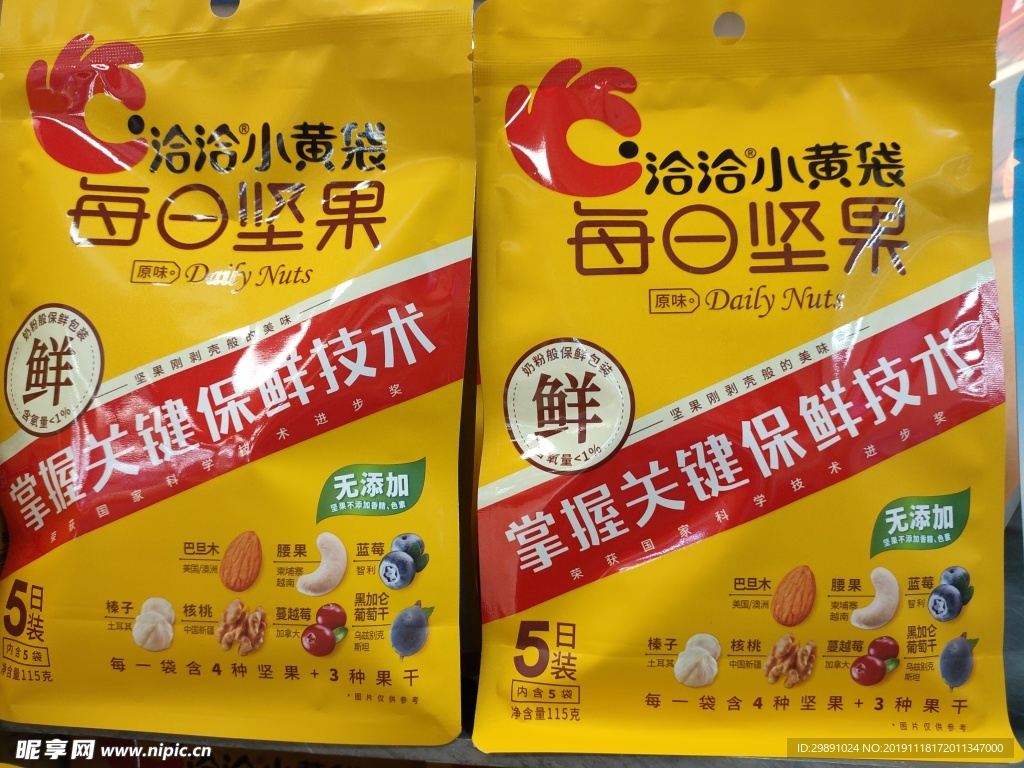 洽洽®小黄袋
每日坚果
原味 Daily Nuts
奶粉般保鲜包装
鲜
含氧量<1%
坚果刚剥壳般的美味
掌握关键保鲜技术
荣获国家科学技术进步奖
无添加
坚果不添加香精、色素
巴旦木
美国/澳洲
腰果
柬埔寨
越南
蓝莓
智利
榛子
土耳其
核桃
中国新疆
蔓越莓
加拿大
黑加仑
葡萄干
乌兹别克
斯坦
5日装
内含5袋
净含量115克
每一袋含4种坚果+3种果干
*图片仅供参考
洽洽®小黄袋
每日坚果
原味 Daily Nuts
奶粉般保鲜包装
鲜
氧量<1%
坚果刚剥壳般的美味
掌握关键保鲜技术
荣获国家科学技术进步奖
无添加
坚果不添加香精、色素
巴旦木
美国/澳洲
腰果
柬埔寨
越南
蓝莓
智利
榛子
土耳其
核桃
中国新疆
蔓越莓
加拿大
黑加仑
葡萄干
乌兹别克
斯坦
5日装
内含5袋
净含量115克
每一袋含4种坚果+3种果干
*图片仅供参考
昵享网 www.nipic.cn
ID:29891024 NO:20191118172011347000